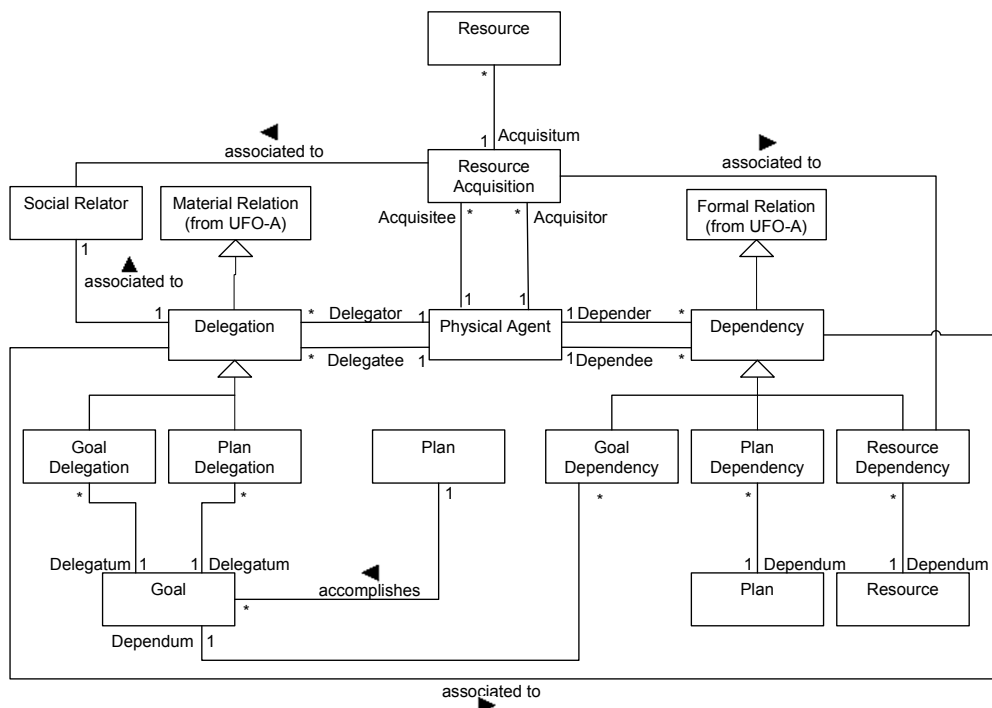 Resource
*
1 Acquisitum
◄
associated to
►
associated to
Resource
Acquisition
Social Relator
Material Relation
(from UFO-A)
Acquisitee * * Acquisitor
Formal Relation
(from UFO-A)
1
▲
associated to
1 1
1 Delegation * Delegator 1 Physical Agent 1 Depender * Dependency
* Delegatee 1 1 Dependee *
Goal
Delegation
Plan
Delegation
Plan
Goal
Dependency
Plan
Dependency
Resource
Dependency
* * 1 * * *
Delegatum 1 1 Delegatum 1 Dependum 1 Dependum
Goal
◄
accomplishes
*
Plan
Resource
Dependum 1
associated to
►